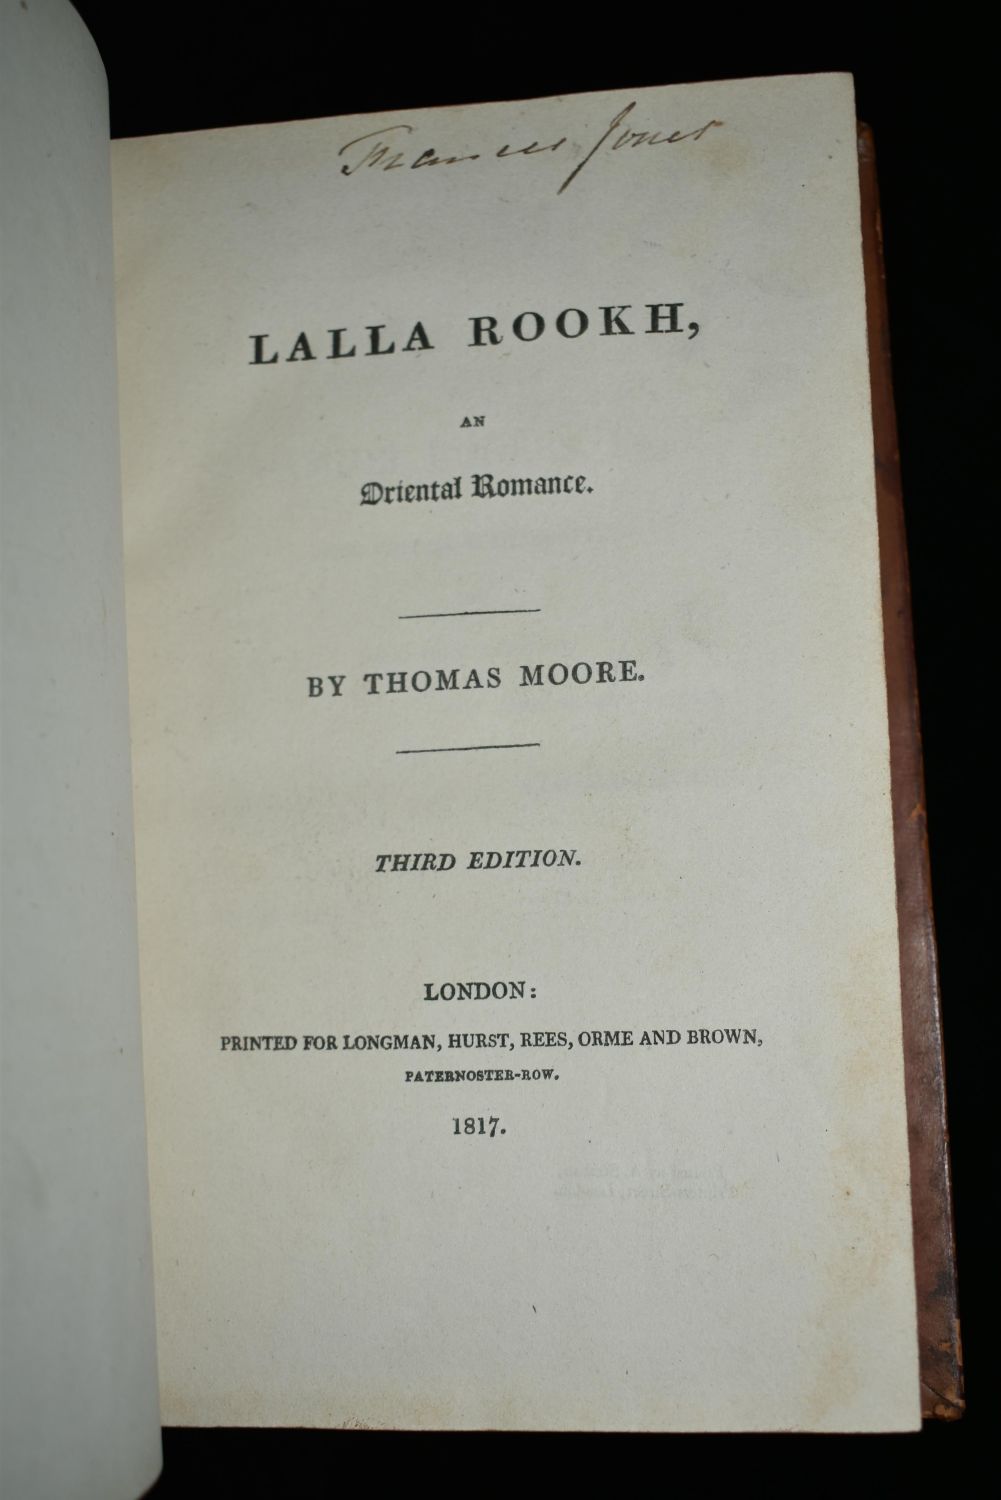 Frances Jones
LALLA ROOKH,
AN
Oriental Romance.
BY THOMAS MOORE.
THIRD EDITION.
LONDON:
PRINTED FOR LONGMAN, HURST, REES, ORME AND BROWN,
PATERNOSTER-ROW.
1817.